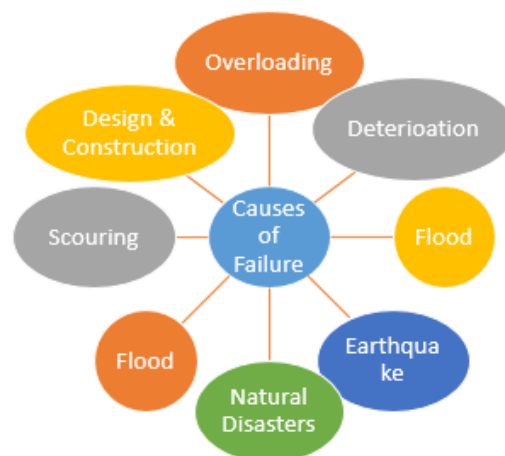 Overloading
Design &
Construction
Deterioation
Scouring
Causes
of
Failure
Flood
Flood
Earthqua
ke
Natural
Disasters